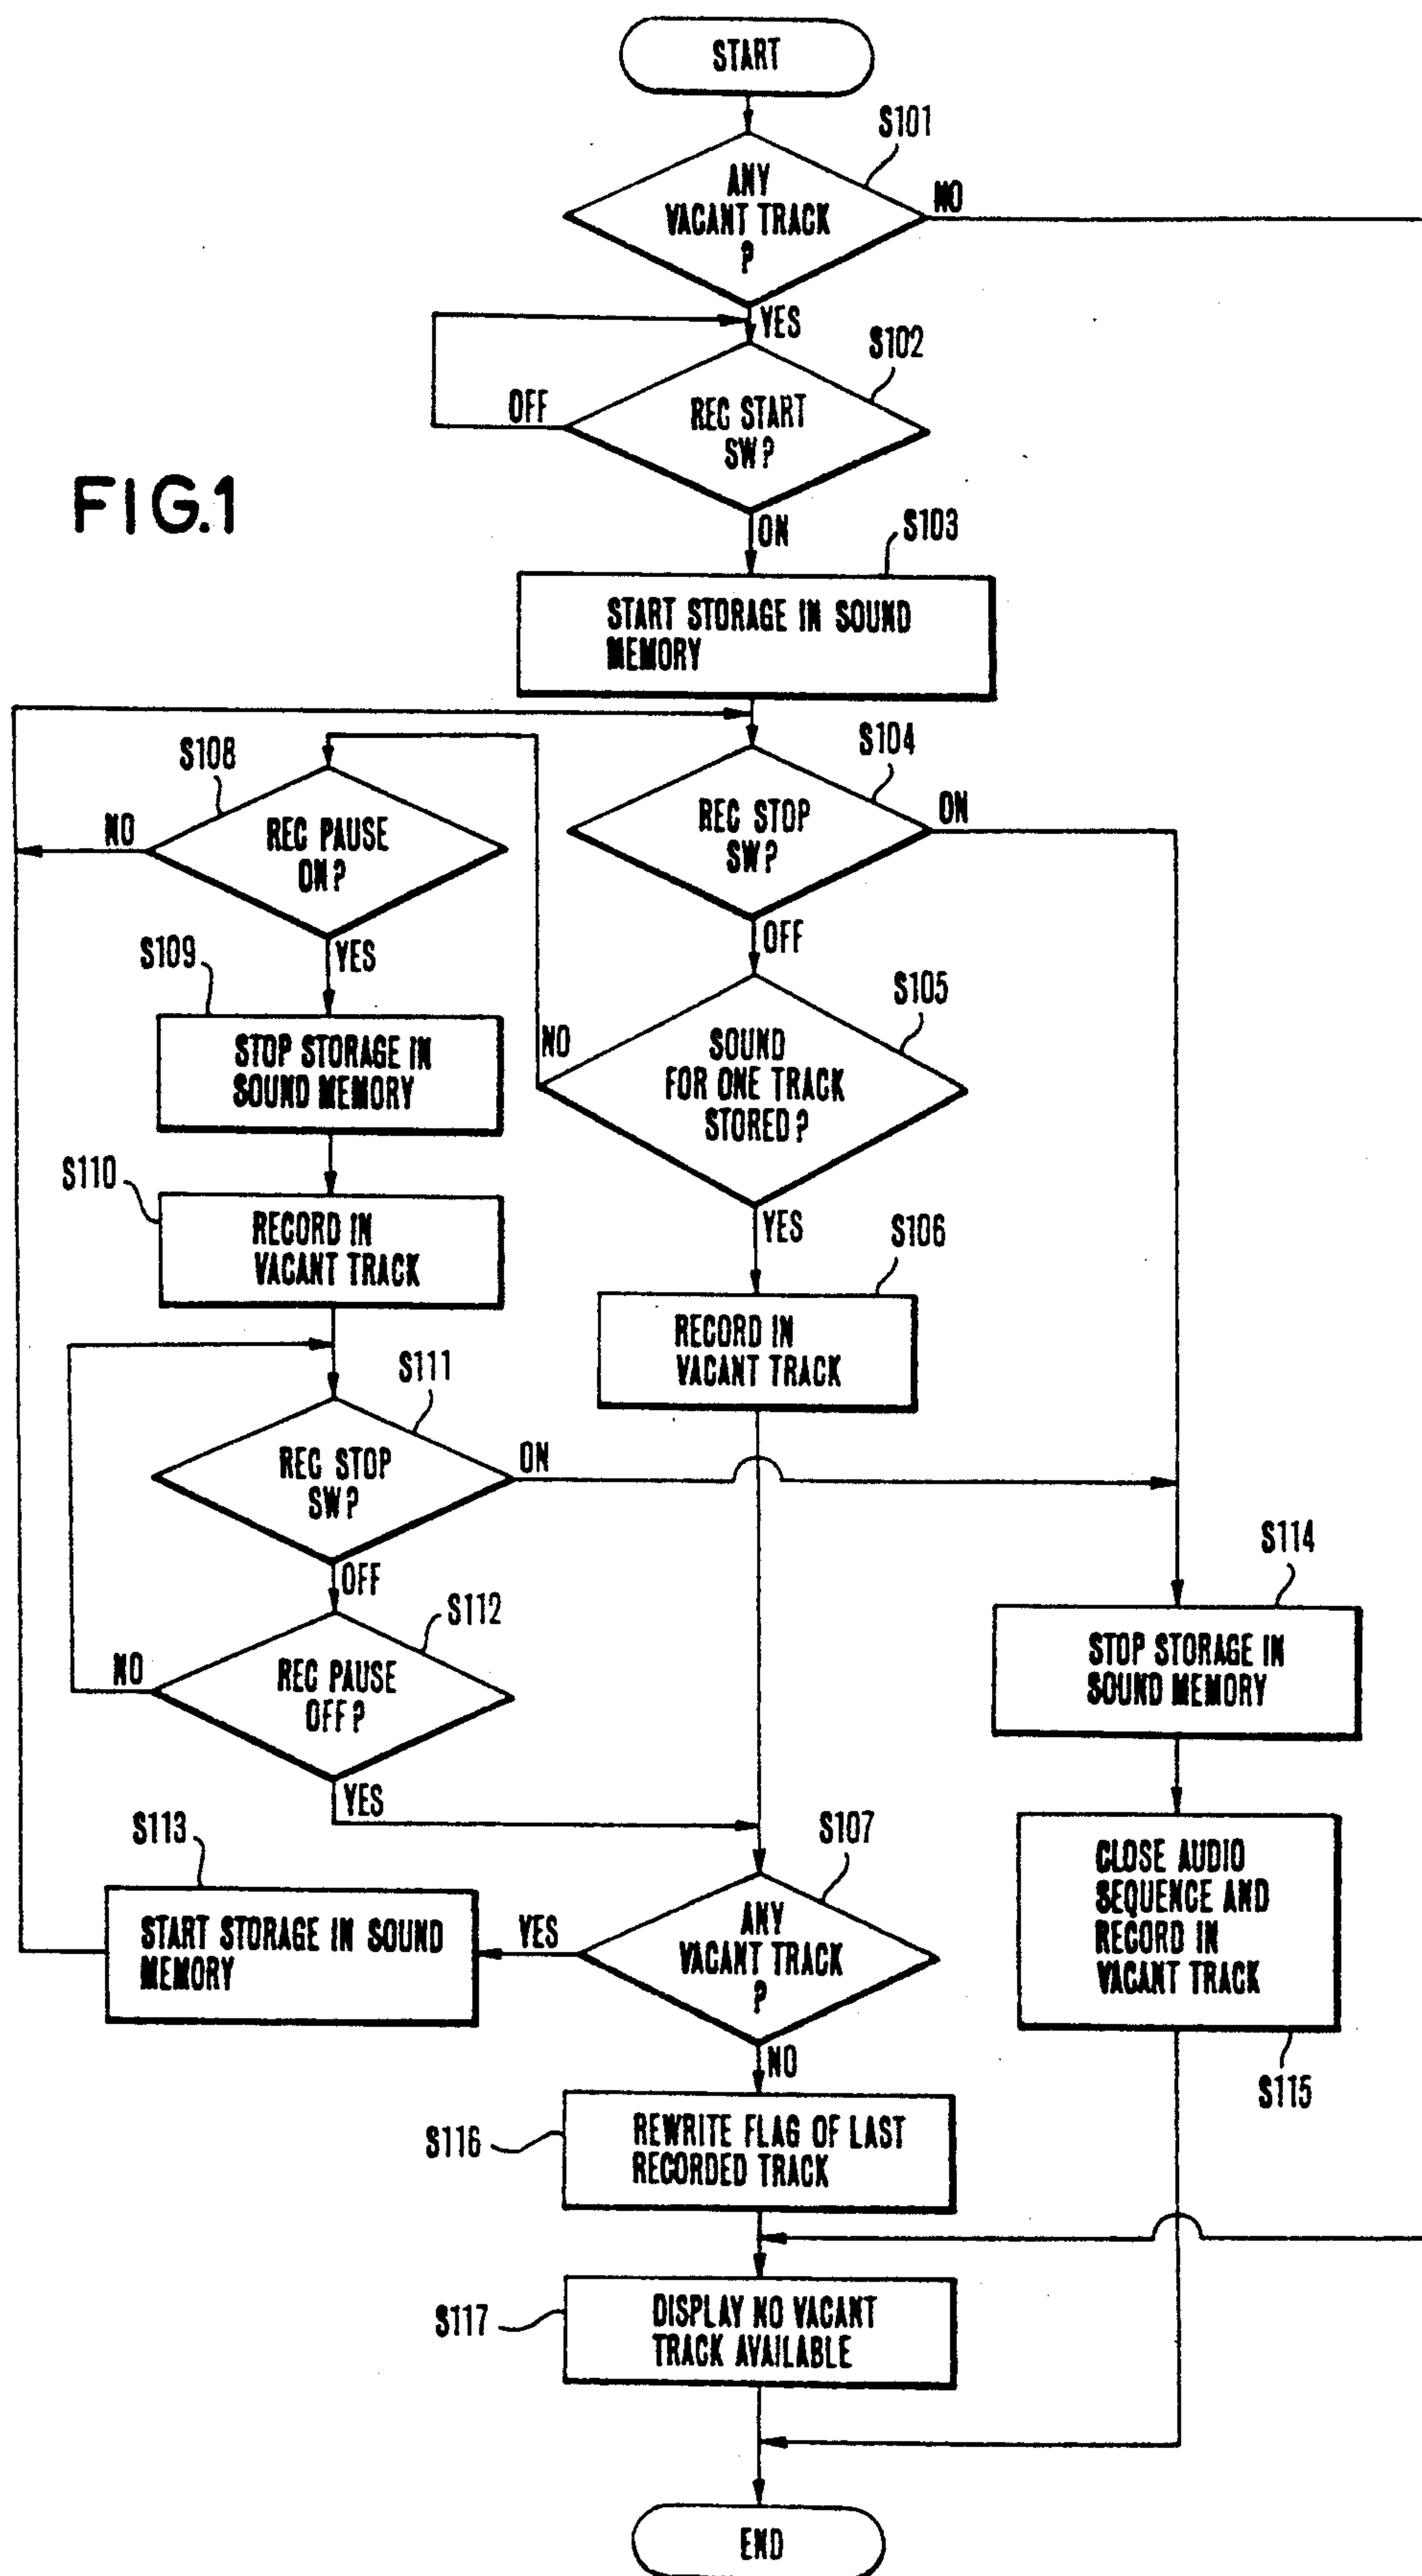 START
S101
ANY
VACANT TRACK
?
NO
YES
S102
OFF
REC START
SW?
FIG.1
ON
S103
START STORAGE IN SOUND
MEMORY
S108
S104
NO
REC PAUSE
ON?
REC STOP
SW?
ON
YES
OFF
S109
S105
STOP STORAGE IN
SOUND MEMORY
NO
SOUND
FOR ONE TRACK
STORED?
S110
YES
S106
RECORD IN
VACANT TRACK
RECORD IN
VACANT TRACK
S111
REC STOP
SW?
ON
OFF
S114
S112
NO
REC PAUSE
OFF?
STOP STORAGE IN
SOUND MEMORY
YES
S113
S107
START STORAGE IN SOUND
MEMORY
YES
ANY
VACANT TRACK
?
CLOSE AUDIO
SEQUENCE AND
RECORD IN
VACANT TRACK
NO
S115
S116
REWRITE FLAG OF LAST
RECORDED TRACK
S117
DISPLAY NO VACANT
TRACK AVAILABLE
END